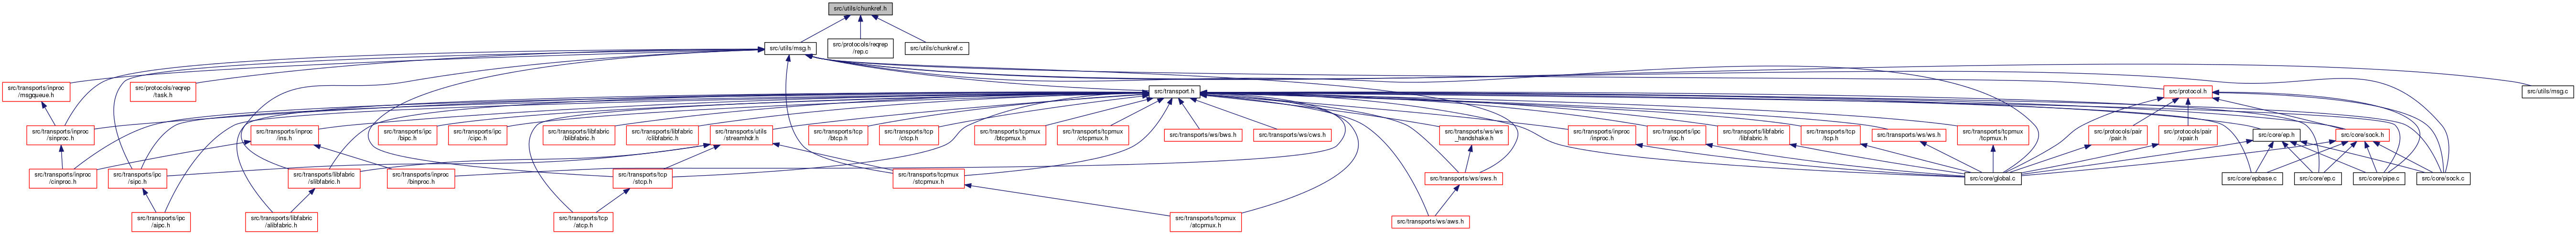 src/utils/chunkref.h
src/utils/msg.h
src/protocols/reqrep
/rep.c
src/utils/chunkref.c
src/transports/inproc
/msgqueue.h
src/protocols/reqrep
/task.h
src/transport.h
src/protocol.h
src/utils/msg.c
src/transports/inproc
/sinproc.h
src/transports/inproc
/ins.h
src/transports/ipc
/bipc.h
src/transports/ipc
/cipc.h
src/transports/libfabric
/blibfabric.h
src/transports/libfabric
/clibfabric.h
src/transports/utils
/streamhdr.h
src/transports/tcp
/btcp.h
src/transports/tcp
/ctcp.h
src/transports/tcpmux
/btcpmux.h
src/transports/tcpmux
/ctcpmux.h
src/transports/ws/bws.h
src/transports/ws/cws.h
src/transports/ws/ws
_handshake.h
src/transports/inproc
/inproc.h
src/transports/ipc
/ipc.h
src/transports/libfabric
/libfabric.h
src/transports/tcp
/tcp.h
src/transports/ws/ws.h
src/transports/tcpmux
/tcpmux.h
src/protocols/pair
/pair.h
src/protocols/pair
/xpair.h
src/core/ep.h
src/core/sock.h
src/transports/inproc
/cinproc.h
src/transports/ipc
/sipc.h
src/transports/libfabric
/slibfabric.h
src/transports/inproc
/binproc.h
src/transports/tcp
/stcp.h
src/transports/tcpmux
/stcpmux.h
src/transports/ws/sws.h
src/core/global.c
src/core/epbase.c
src/core/ep.c
src/core/pipe.c
src/core/sock.c
src/transports/ipc
/aipc.h
src/transports/libfabric
/alibfabric.h
src/transports/tcp
/atcp.h
src/transports/tcpmux
/atcpmux.h
src/transports/ws/aws.h